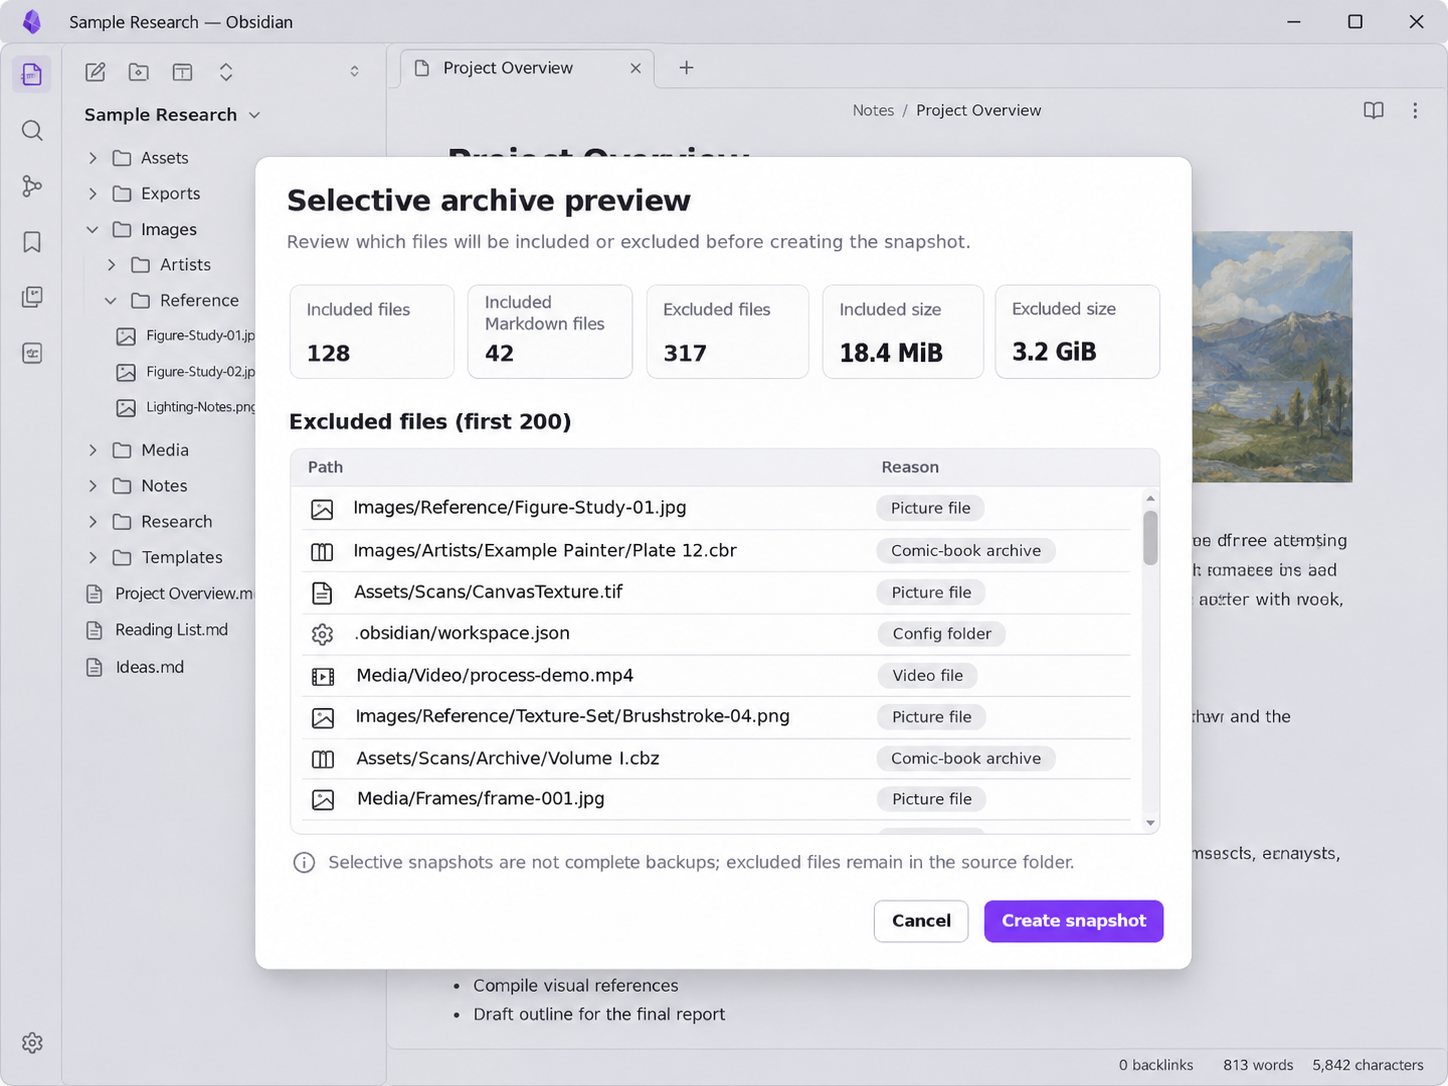 Sample Research — Obsidian
Project Overview
Sample Research
Notes / Project Overview
Assets
Exports
Images
Artists
Reference
Figure-Study-01.jp
Figure-Study-02.jp
Lighting-Notes.png
Media
Notes
Research
Templates
Project Overview.m
Reading List.md
Ideas.md
Project Overview
Selective archive preview
Review which files will be included or excluded before creating the snapshot.
Included files
128
Included
Markdown files
42
Excluded files
317
Included size
18.4 MiB
Excluded size
3.2 GiB
Excluded files (first 200)
Path Reason
Images/Reference/Figure-Study-01.jpg Picture file
Images/Artists/Example Painter/Plate 12.cbr Comic-book archive
Assets/Scans/CanvasTexture.tif Picture file
.obsidian/workspace.json Config folder
Media/Video/process-demo.mp4 Video file
Images/Reference/Texture-Set/Brushstroke-04.png Picture file
Assets/Scans/Archive/Volume I.cbz Comic-book archive
Media/Frames/frame-001.jpg Picture file
Selective snapshots are not complete backups; excluded files remain in the source folder.
Cancel
Create snapshot
with
and the
• Compile visual references
• Draft outline for the final report
0 backlinks 813 words 5,842 characters